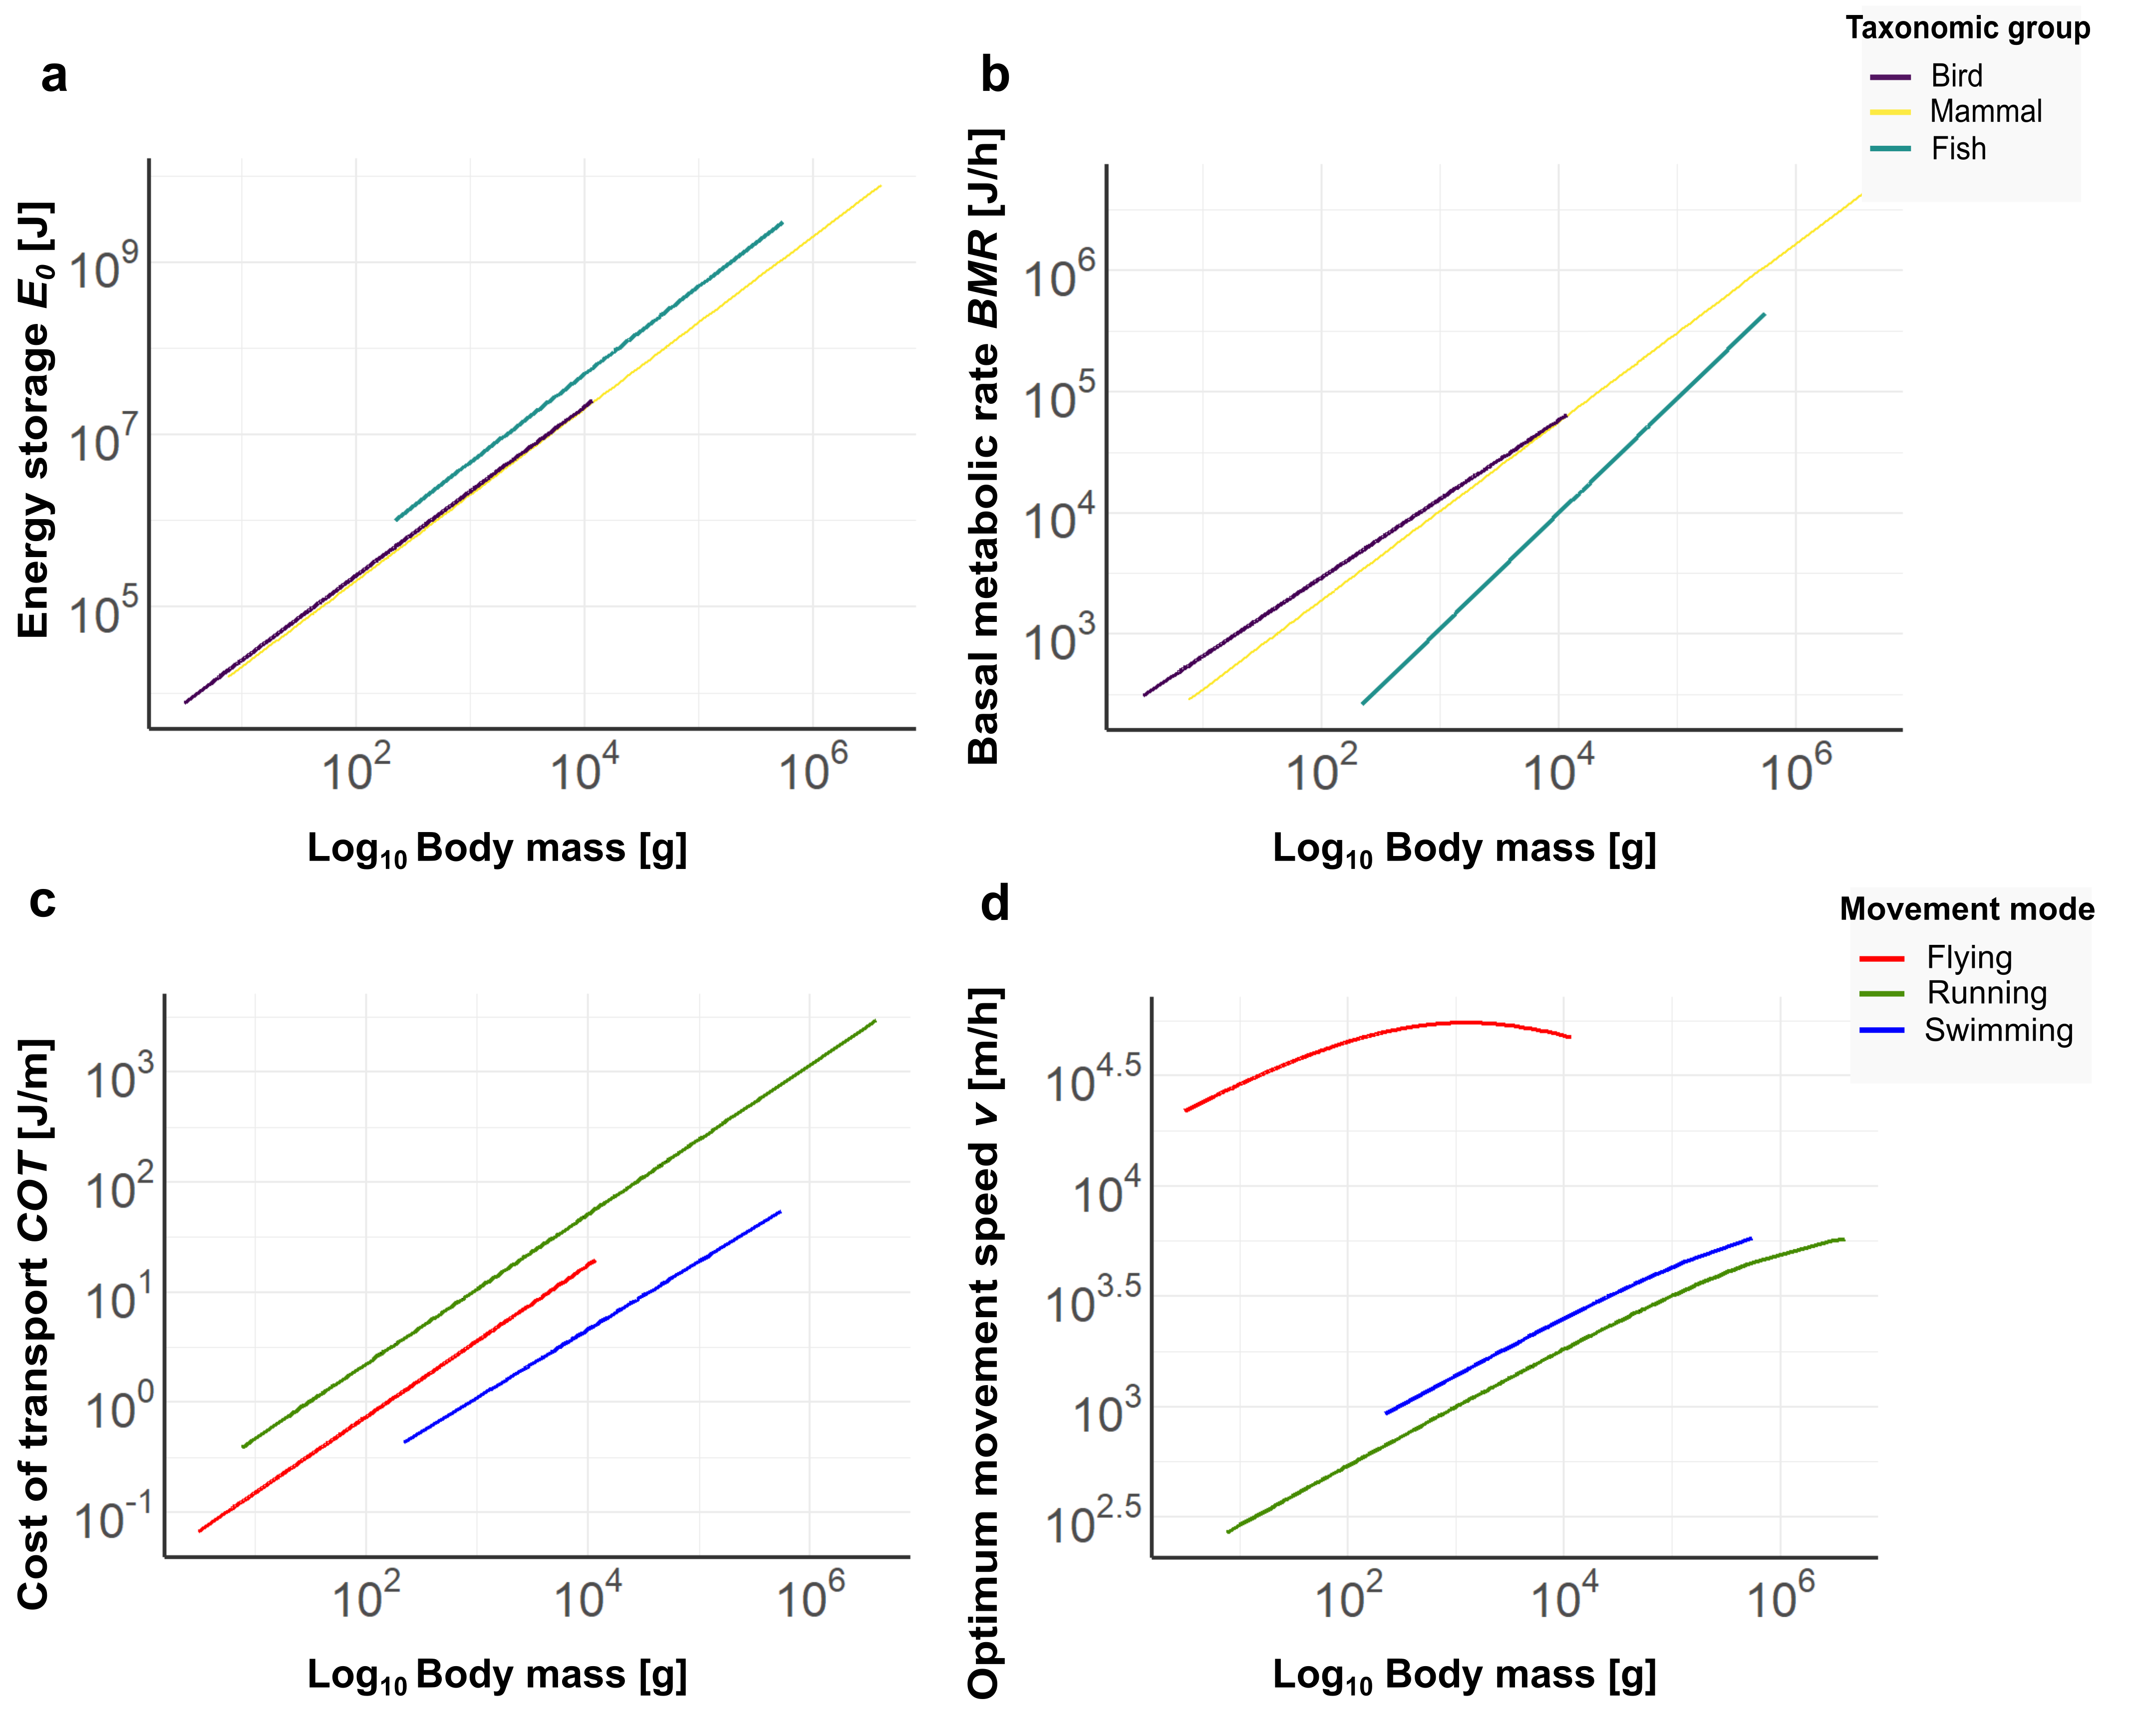 a
Energy storage E0 [J]
10^9
10^7
10^5
10^2 10^4 10^6
Log10 Body mass [g]
b
Basal metabolic rate BMR [J/h]
10^6
10^5
10^4
10^3
10^2 10^4 10^6
Log10 Body mass [g]
Taxonomic group
Bird
Mammal
Fish
c
Cost of transport COT [J/m]
10^3
10^2
10^1
10^0
10^-1
10^2 10^4 10^6
Log10 Body mass [g]
d
Optimum movement speed v [m/h]
10^4.5
10^4
10^3.5
10^3
10^2.5
10^2 10^4 10^6
Log10 Body mass [g]
Movement mode
Flying
Running
Swimming